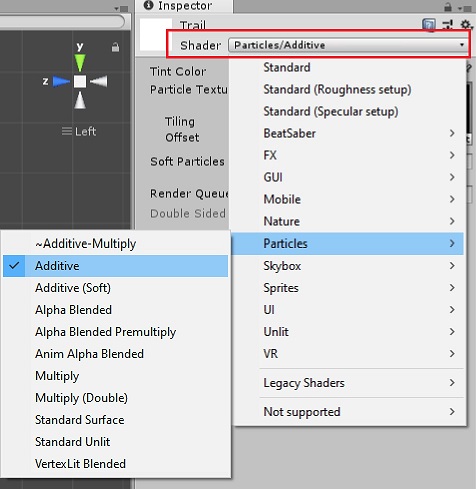 Inspector
Trail
Shader
Particles/Additive
Tint Color
Particle Textu
Tiling
Offset
Soft Particles
Render Queue
Double Sided
y
z
Left
Standard
Standard (Roughness setup)
Standard (Specular setup)
BeatSaber
FX
GUI
Mobile
Nature
Particles
Skybox
Sprites
UI
Unlit
VR
Legacy Shaders
Not supported
~Additive-Multiply
Additive
Additive (Soft)
Alpha Blended
Alpha Blended Premultiply
Anim Alpha Blended
Multiply
Multiply (Double)
Standard Surface
Standard Unlit
VertexLit Blended